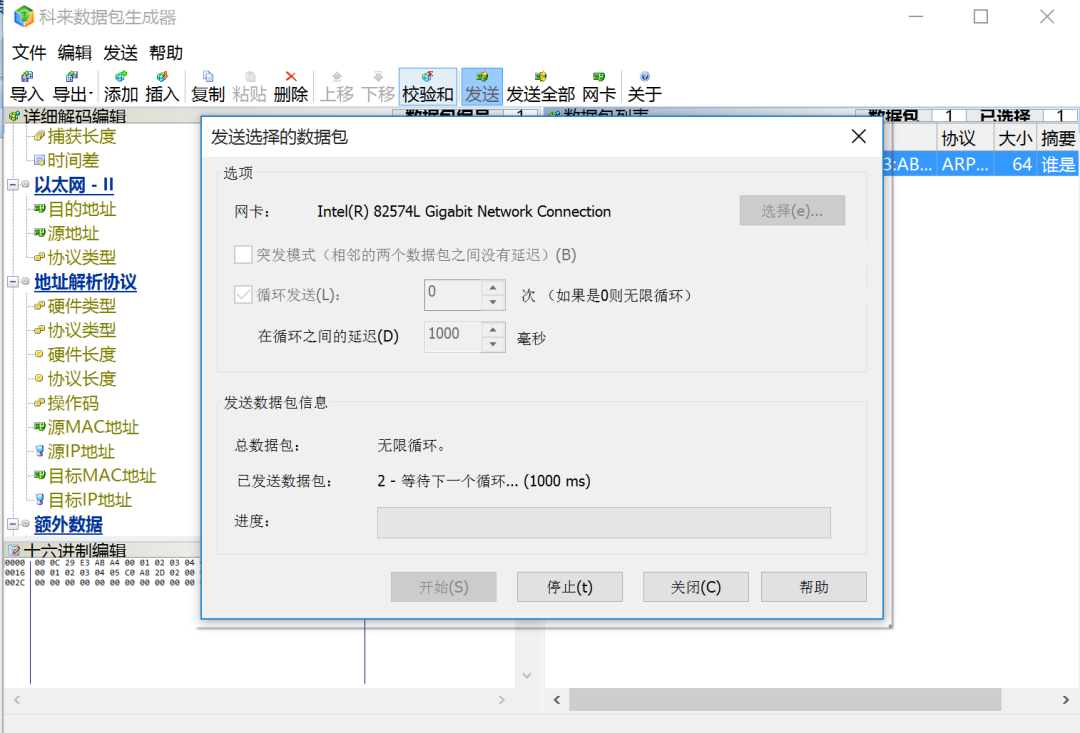 科来数据包生成器
文件 编辑 发送 帮助
导入 导出 添加 插入 复制 粘贴 删除 上移 下移 校验和 发送 发送全部 网卡 关于
详细解码编辑 数据包编号 1 数据包列表 数据包 1 已选择 1
捕获长度
时间差
以太网 - II
目的地址
源地址
协议类型
地址解析协议
硬件类型
协议类型
硬件长度
协议长度
操作码
源MAC地址
源IP地址
目标MAC地址
目标IP地址
额外数据
十六进制编辑
0000 00 0C 29 E3 AB A4 00 01 02 03 04
0016 00 01 02 03 04 05 C0 A8 2D 02 00
002C 00 00 00 00 00 00 00 00 00 00 00
协议 大小 摘要
3:AB... ARP... 64 谁是
发送选择的数据包
选项
网卡： Intel(R) 82574L Gigabit Network Connection 选择(e)...
突发模式（相邻的两个数据包之间没有延迟）(B)
循环发送(L)： 0 次 （如果是0则无限循环）
在循环之间的延迟(D) 1000 毫秒
发送数据包信息
总数据包： 无限循环。
已发送数据包： 2 - 等待下一个循环... (1000 ms)
进度：
开始(S) 停止(t) 关闭(C) 帮助